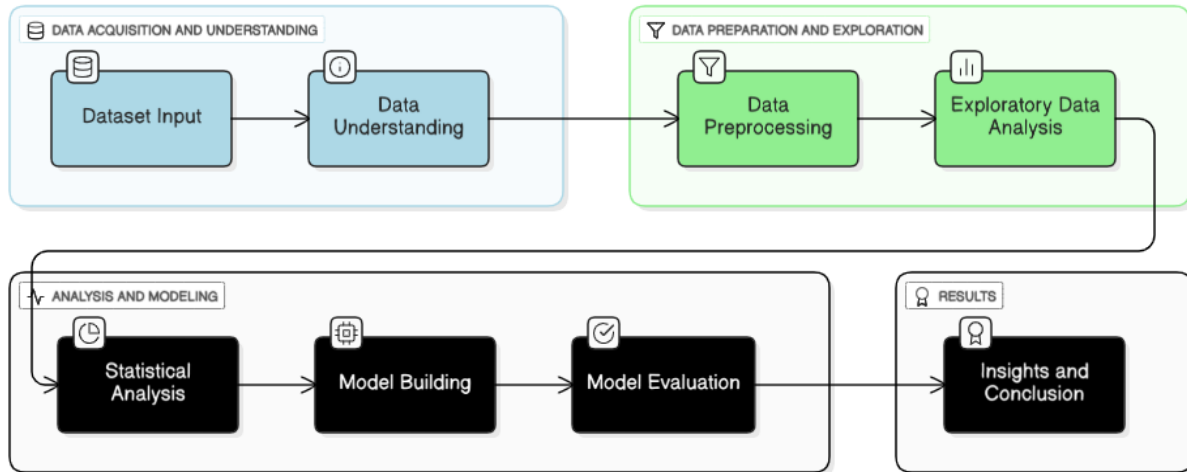 DATA ACQUISITION AND UNDERSTANDING
Dataset Input
Data
Understanding
DATA PREPARATION AND EXPLORATION
Data
Preprocessing
Exploratory Data
Analysis
ANALYSIS AND MODELING
Statistical
Analysis
Model Building
Model Evaluation
RESULTS
Insights and
Conclusion